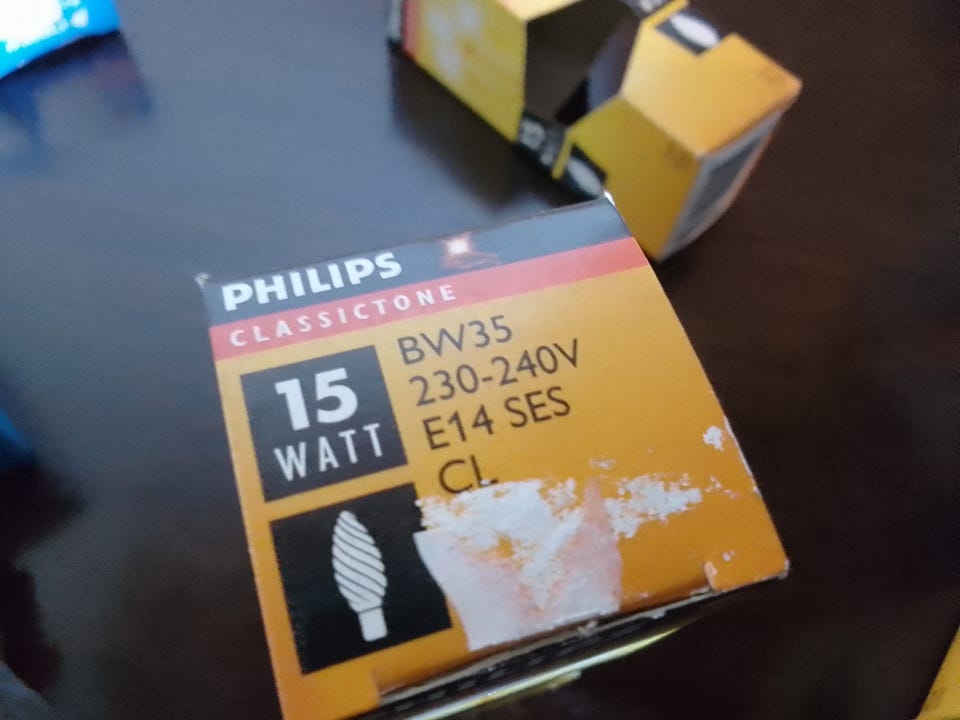 PHILIPS
CLASSICTONE
15
WATT
BW35
230-240V
E14 SES
CL